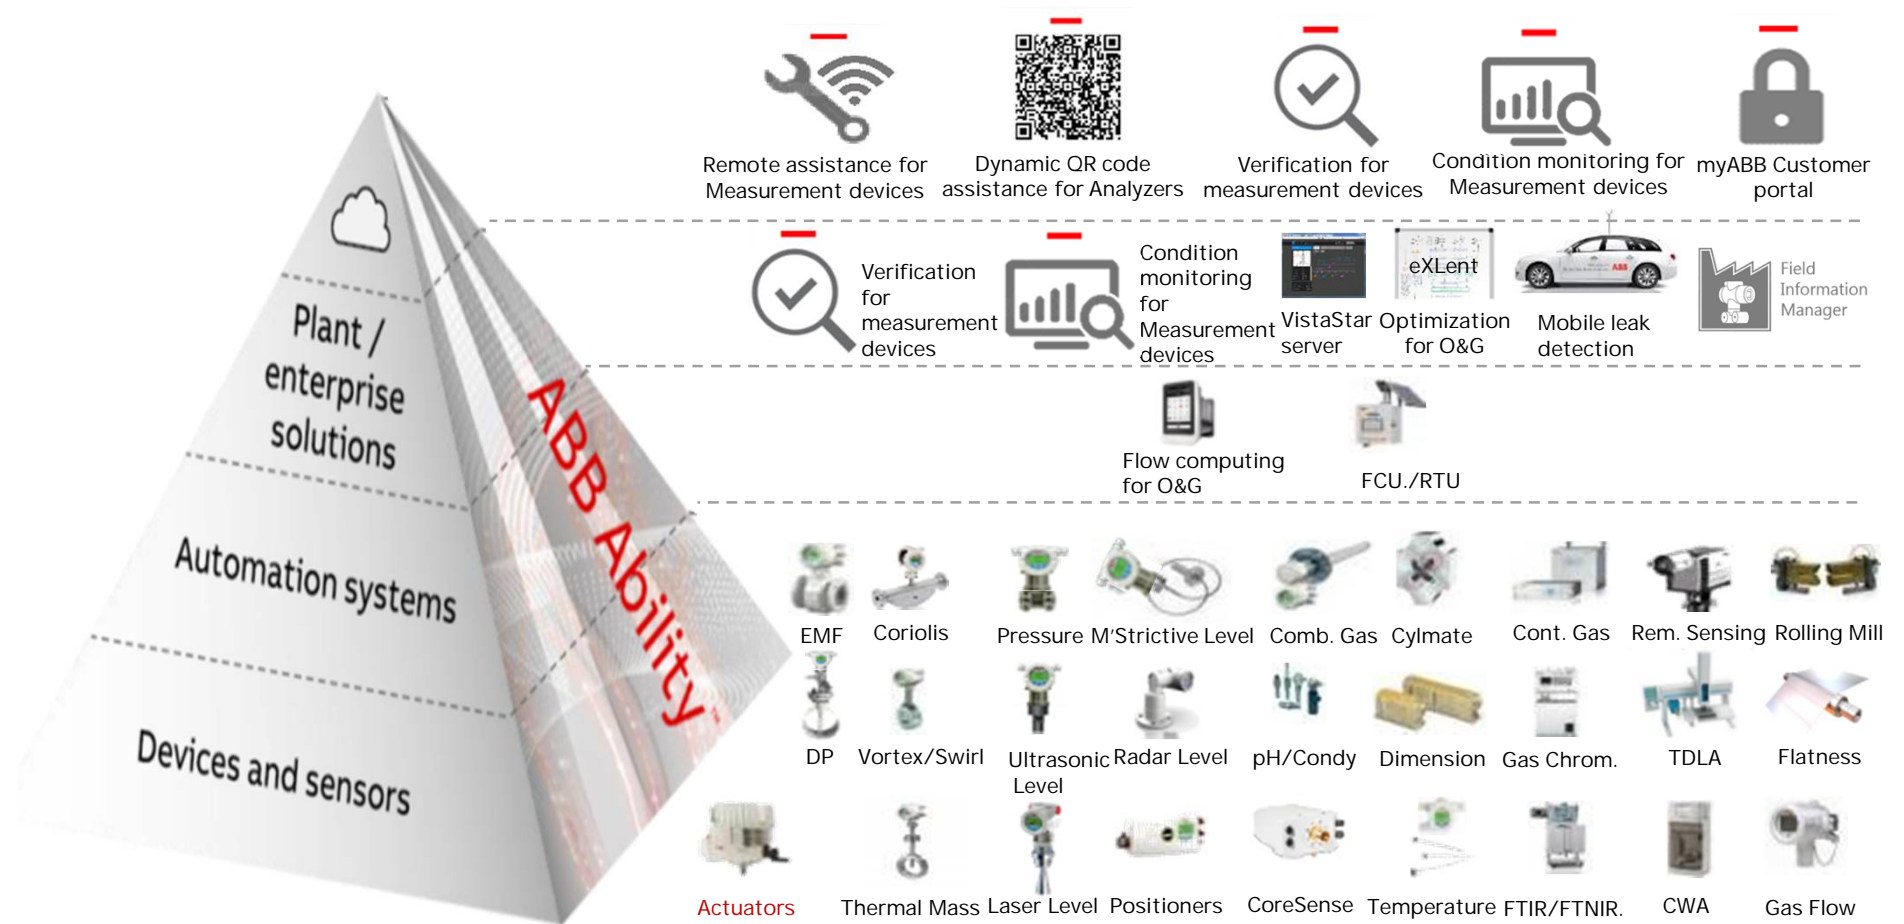 Remote assistance for
Measurement devices
Dynamic QR code
assistance for Analyzers
Verification for
measurement devices
Condition monitoring for
Measurement devices
myABB Customer
portal
Verification
for
measurement
devices
Condition
monitoring
for
Measurement
devices
VistaStar
server
eXLent
Optimization
for O&G
ABB
Mobile leak
detection
Field
Information
Manager
Plant /
enterprise
solutions
Flow computing
for O&G
FCU./RTU
Automation systems
ABB Ability™
Devices and sensors
EMF
Coriolis
Pressure
M'Strictive Level
Comb. Gas
Cylmate
Cont. Gas
Rem. Sensing
Rolling Mill
DP
Vortex/Swirl
Ultrasonic
Level
Radar Level
pH/Condy
Dimension
Gas Chrom.
TDLA
Flatness
Actuators
Thermal Mass
Laser Level
Positioners
CoreSense
Temperature
FTIR/FTNIR.
CWA
Gas Flow